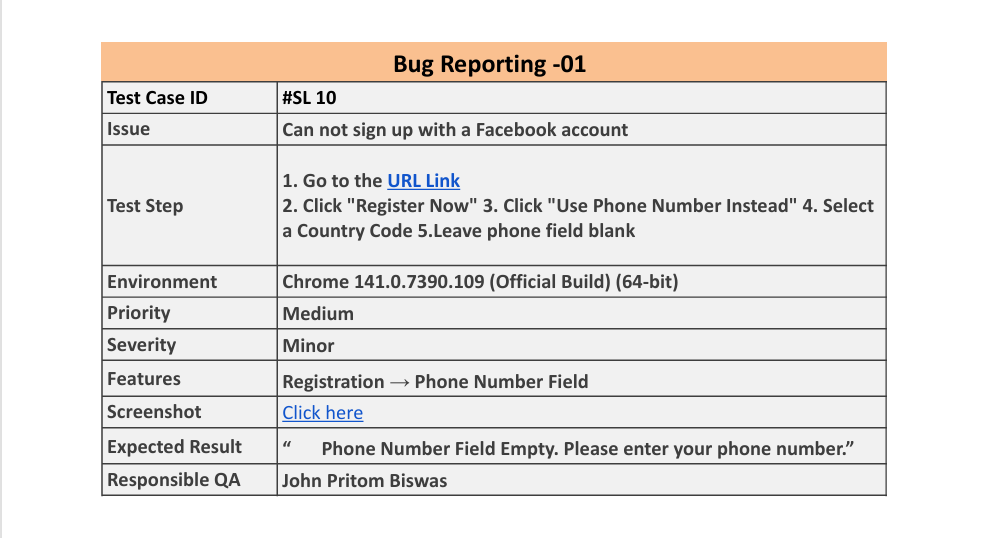 Bug Reporting -01
Test Case ID #SL 10
Issue Can not sign up with a Facebook account
Test Step
1. Go to the URL Link
2. Click "Register Now" 3. Click "Use Phone Number Instead" 4. Select
a Country Code 5.Leave phone field blank
Environment Chrome 141.0.7390.109 (Official Build) (64-bit)
Priority Medium
Severity Minor
Features Registration → Phone Number Field
Screenshot Click here
Expected Result “ Phone Number Field Empty. Please enter your phone number.”
Responsible QA John Pritom Biswas